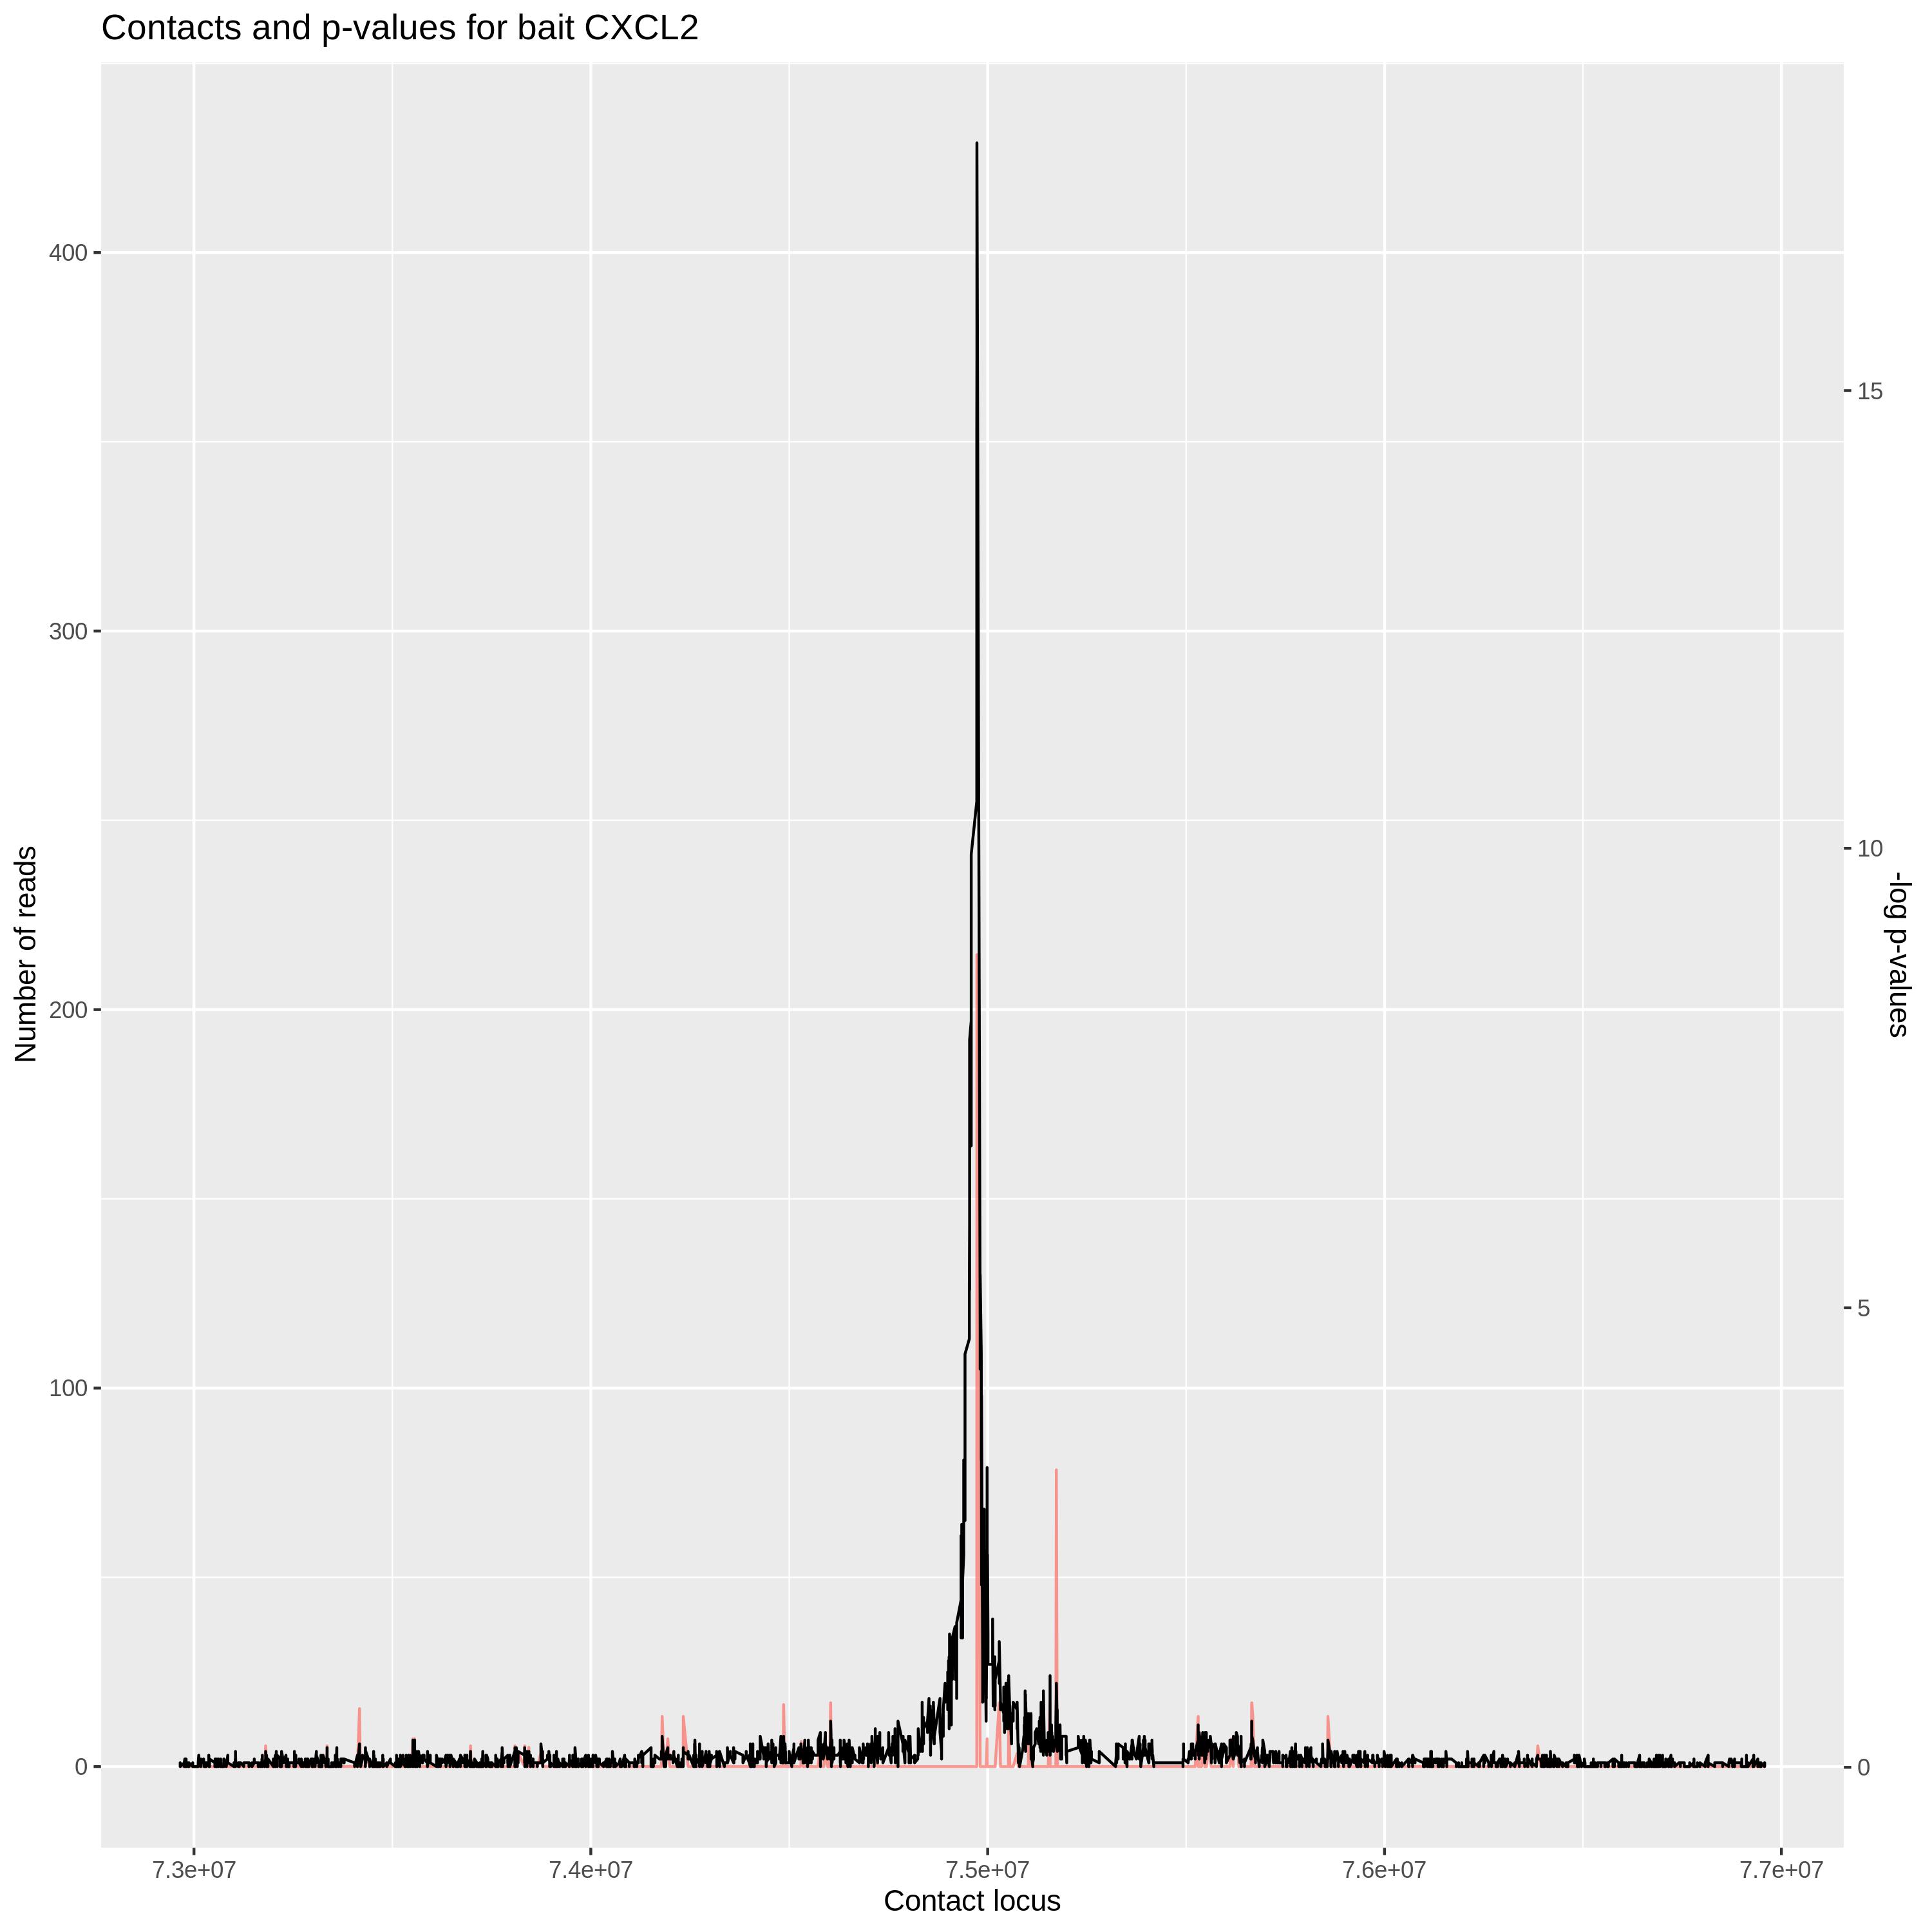 Contacts and p-values for bait CXCL2
Number of reads
400
300
200
100
0
15
10
5
0
-log p-values
7.3e+07
7.4e+07
7.5e+07
7.6e+07
7.7e+07
Contact locus